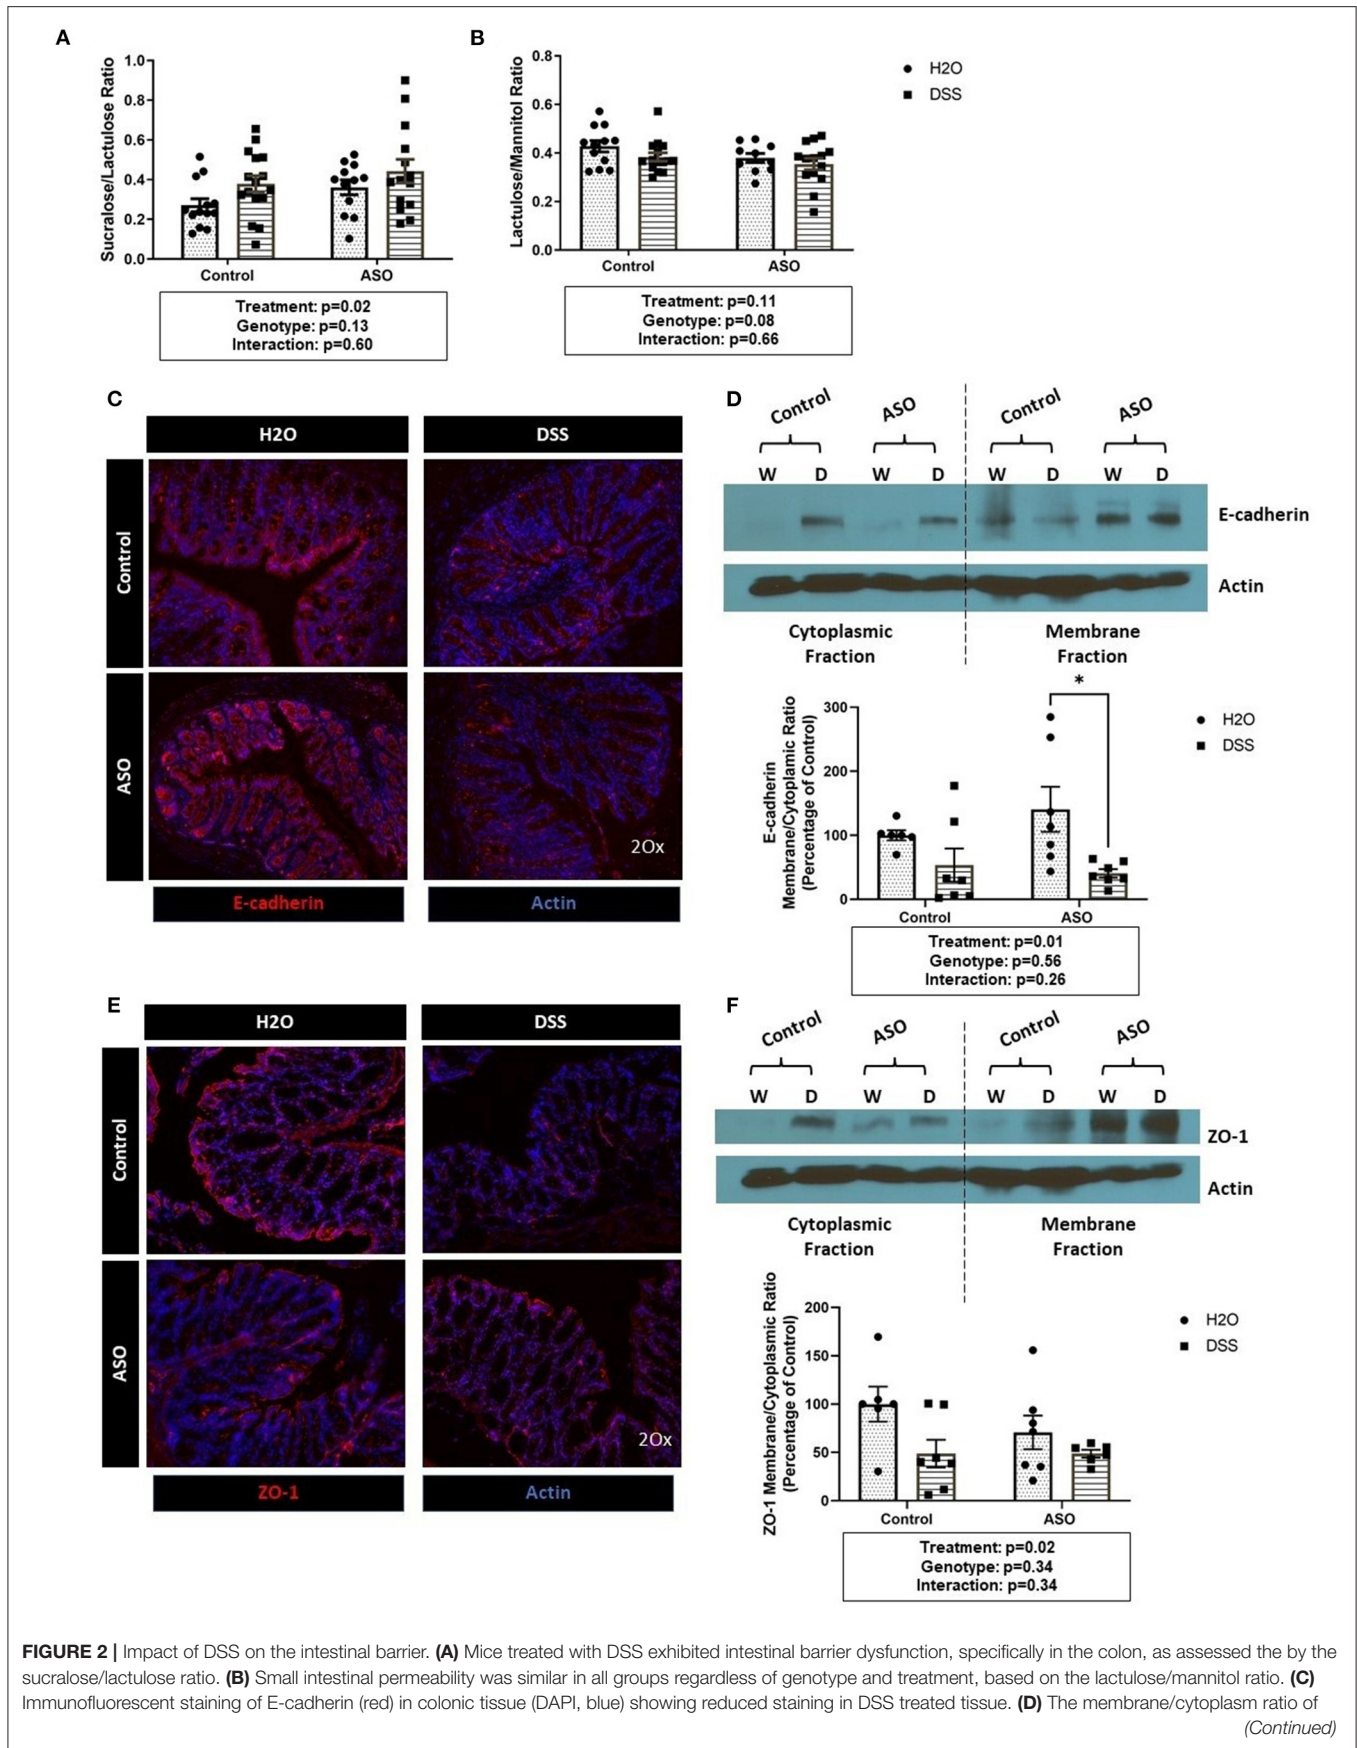 A
Sucralose/Lactulose Ratio
1.0
0.8
0.6
0.4
0.2
0.0
Control
ASO
Treatment: p=0.02
Genotype: p=0.13
Interaction: p=0.60
B
Lactulose/Mannitol Ratio
0.8
0.6
0.4
0.2
0.0
Control
ASO
H2O
DSS
Treatment: p=0.11
Genotype: p=0.08
Interaction: p=0.66
C
H2O
DSS
Control
ASO
2Ox
E-cadherin
Actin
D
Control
ASO
Control
ASO
W D W D W D W D
E-cadherin
Actin
Cytoplasmic
Fraction
Membrane
Fraction
*
E-cadherin
Membrane/Cytoplamic Ratio
(Percentage of Control)
300
200
100
0
Control
ASO
H2O
DSS
Treatment: p=0.01
Genotype: p=0.56
Interaction: p=0.26
E
H2O
DSS
Control
ASO
2Ox
ZO-1
Actin
F
Control
ASO
Control
ASO
W D W D W D W D
ZO-1
Actin
Cytoplasmic
Fraction
Membrane
Fraction
ZO-1 Membrane/Cytoplasmic Ratio
(Percentage of Control)
200
150
100
50
0
Control
ASO
H2O
DSS
Treatment: p=0.02
Genotype: p=0.34
Interaction: p=0.34
FIGURE 2 | Impact of DSS on the intestinal barrier. (A) Mice treated with DSS exhibited intestinal barrier dysfunction, specifically in the colon, as assessed the by the
sucralose/lactulose ratio. (B) Small intestinal permeability was similar in all groups regardless of genotype and treatment, based on the lactulose/mannitol ratio. (C)
Immunofluorescent staining of E-cadherin (red) in colonic tissue (DAPI, blue) showing reduced staining in DSS treated tissue. (D) The membrane/cytoplasm ratio of
(Continued)